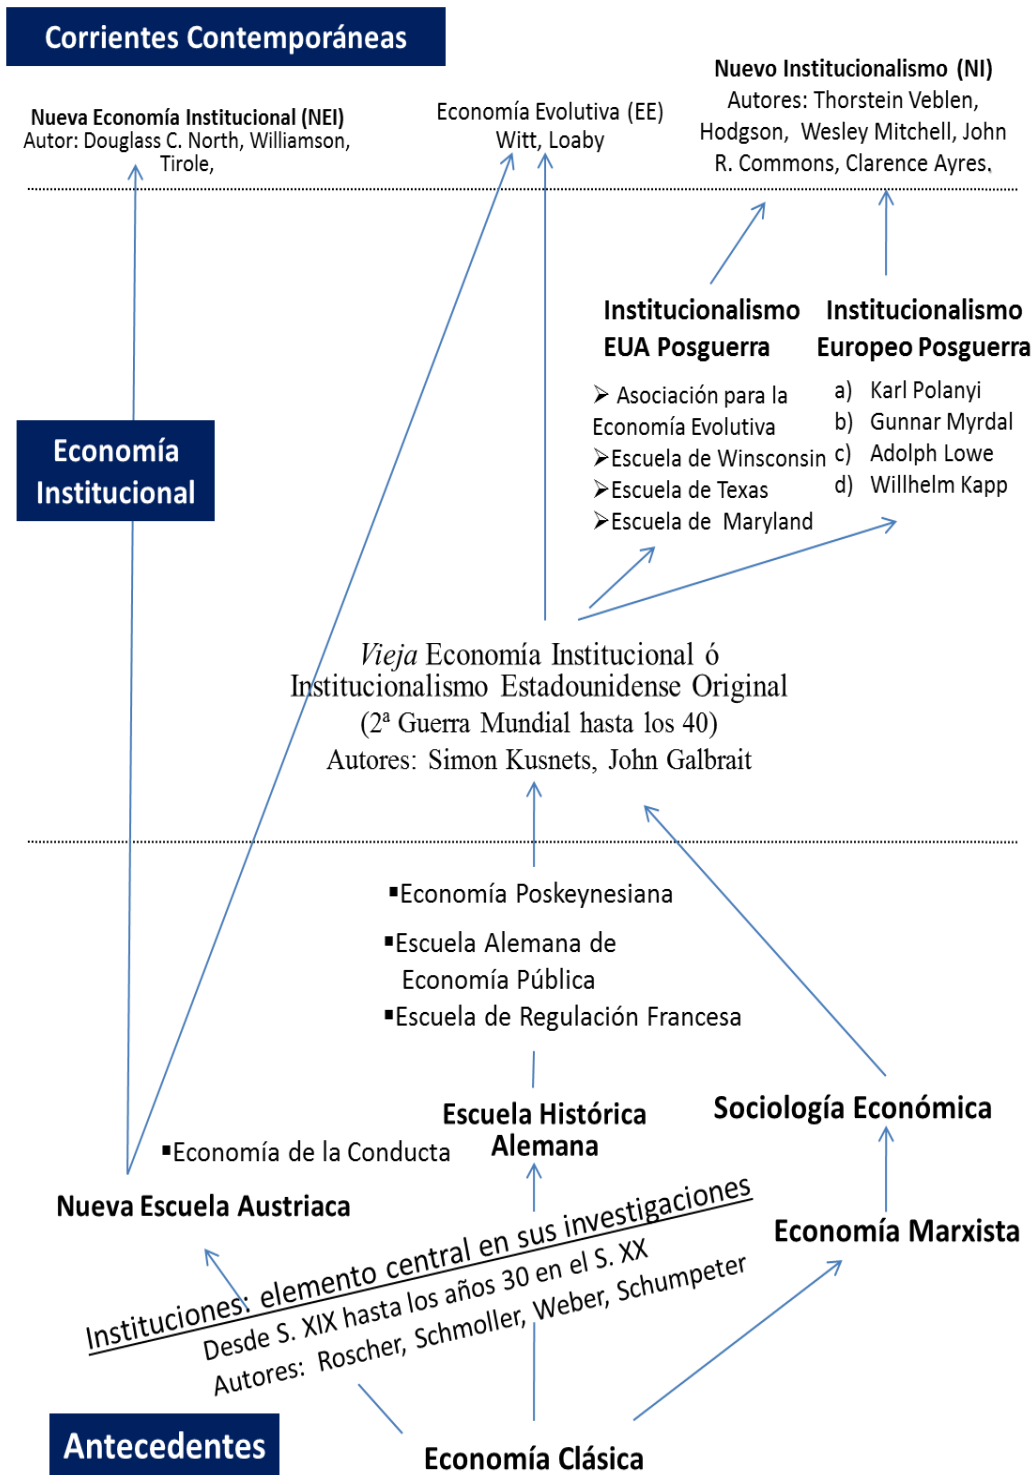 Corrientes Contemporáneas
Nueva Economía Institucional (NEI)
Autor: Douglass C. North, Williamson,
Tirole,
Economía Evolutiva (EE)
Witt, Loaby
Nuevo Institucionalismo (NI)
Autores: Thorstein Veblen,
Hodgson, Wesley Mitchell, John
R. Commons, Clarence Ayres.
Institucionalismo
EUA Posguerra
➢ Asociación para la
Economía Evolutiva
➢Escuela de Winsconsin
➢Escuela de Texas
➢Escuela de Maryland
Institucionalismo
Europeo Posguerra
a) Karl Polanyi
b) Gunnar Myrdal
c) Adolph Lowe
d) Willhelm Kapp
Economía
Institucional
Vieja Economía Institucional ó
Institucionalismo Estadounidense Original
(2ª Guerra Mundial hasta los 40)
Autores: Simon Kusnets, John Galbrait
▪Economía Poskeynesiana
▪Escuela Alemana de
Economía Pública
▪Escuela de Regulación Francesa
Escuela Histórica
Alemana
Sociología Económica
▪Economía de la Conducta
Nueva Escuela Austriaca
Economía Marxista
Instituciones: elemento central en sus investigaciones
Desde S. XIX hasta los años 30 en el S. XX
Autores: Roscher, Schmoller, Weber, Schumpeter
Antecedentes
Economía Clásica